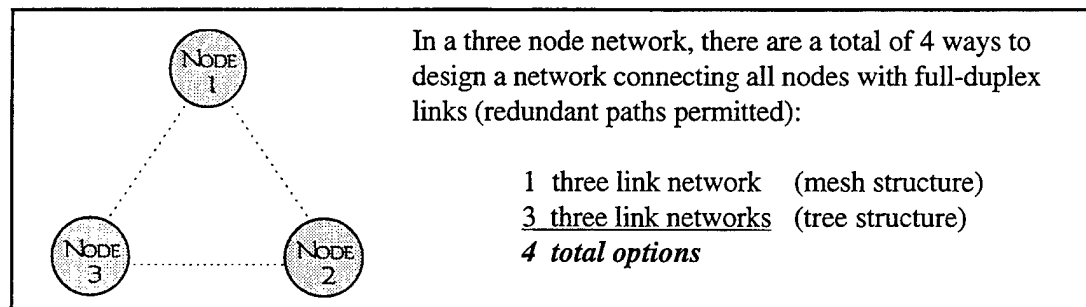 NODE
1
NODE
3
NODE
2
In a three node network, there are a total of 4 ways to
design a network connecting all nodes with full-duplex
links (redundant paths permitted):
1 three link network (mesh structure)
3 three link networks (tree structure)
4 total options